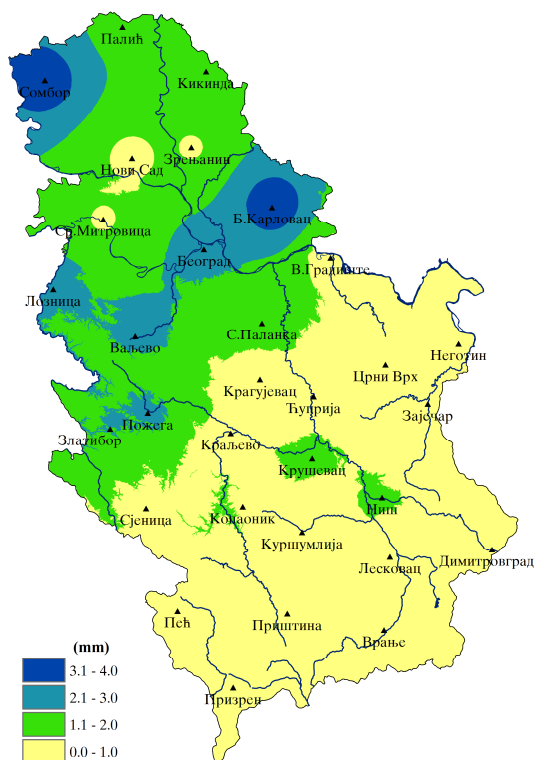 Палић
Кикинда
Сомбор
Зрењанин
Нови Сад
Б.Карловац
Ср.Митровица
Београд
В.Градиште
Лозница
С.Паланка
Ваљево
Неготин
Црни Врх
Крагујевац
Ћуприја
Зајечар
Пожега
Златибор
Краљево
Крушевац
Ниш
Сјеница
Копаоник
Куршумлија
Димитровград
Лесковац
Пећ
Приштина
Врање
(mm)
3.1 - 4.0
Призрен
2.1 - 3.0
1.1 - 2.0
0.0 - 1.0